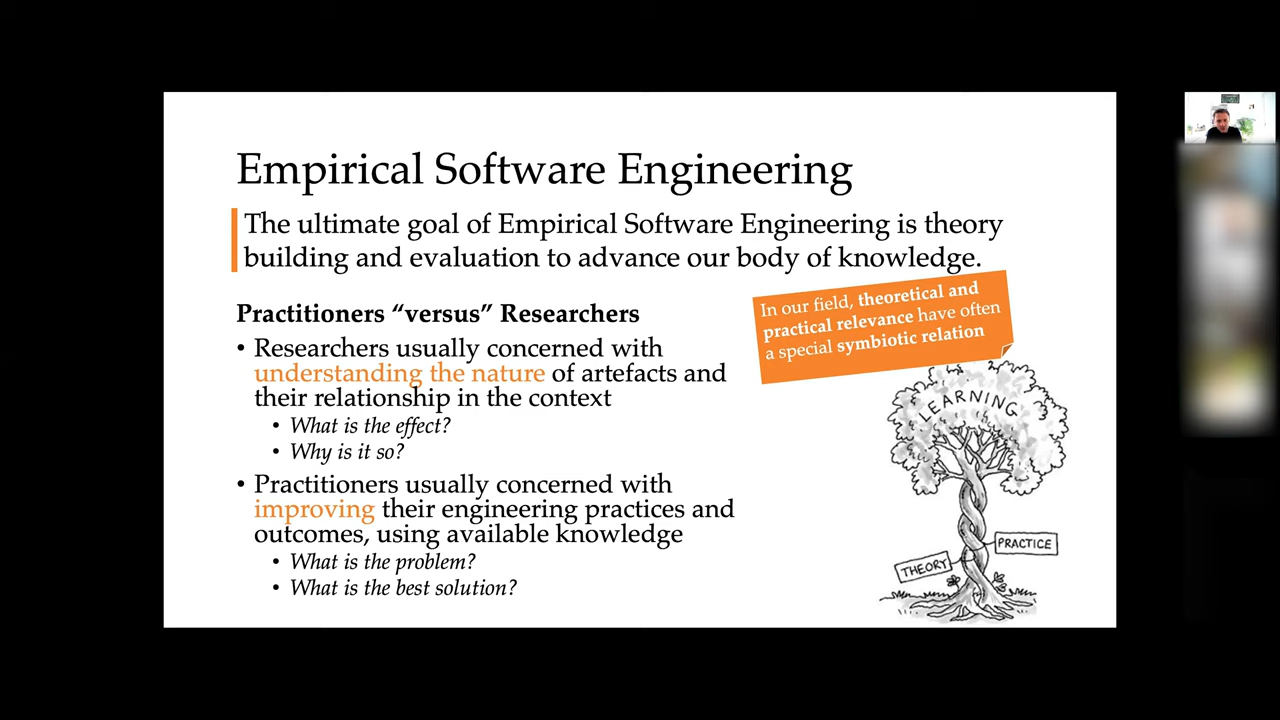 Empirical Software Engineering
The ultimate goal of Empirical Software Engineering is theory
building and evaluation to advance our body of knowledge.
Practitioners “versus” Researchers
• Researchers usually concerned with
understanding the nature of artefacts and
their relationship in the context
• What is the effect?
• Why is it so?
• Practitioners usually concerned with
improving their engineering practices and
outcomes, using available knowledge
• What is the problem?
• What is the best solution?
In our field, theoretical and
practical relevance have often
a special symbiotic relation
LEARNING
PRACTICE
THEORY